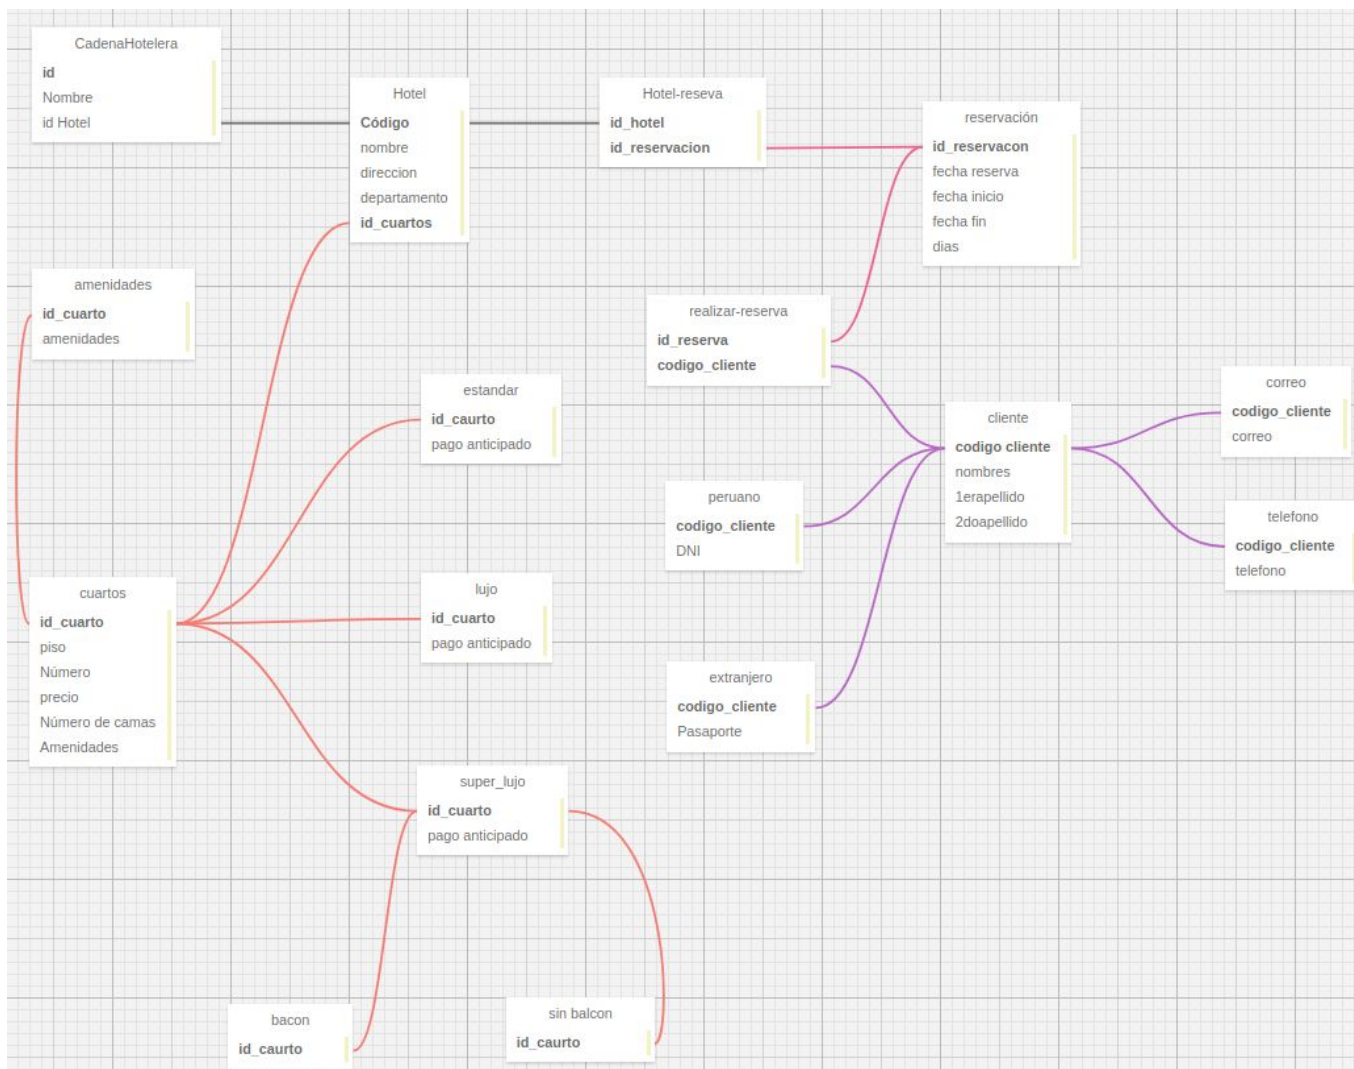 CadenaHotelera
id
Nombre
id Hotel
Hotel
Código
nombre
direccion
departamento
id_cuartos
Hotel-reseva
id_hotel
id_reservacion
reservación
id_reservacon
fecha reserva
fecha inicio
fecha fin
dias
amenidades
id_cuarto
amenidades
realizar-reserva
id_reserva
codigo_cliente
estandar
id_caurto
pago anticipado
cliente
codigo cliente
nombres
1erapellido
2doapellido
correo
codigo_cliente
correo
peruano
codigo_cliente
DNI
telefono
codigo_cliente
telefono
cuartos
id_cuarto
piso
Número
precio
Número de camas
Amenidades
lujo
id_cuarto
pago anticipado
extranjero
codigo_cliente
Pasaporte
super_lujo
id_cuarto
pago anticipado
bacon
id_caurto
sin balcon
id_caurto